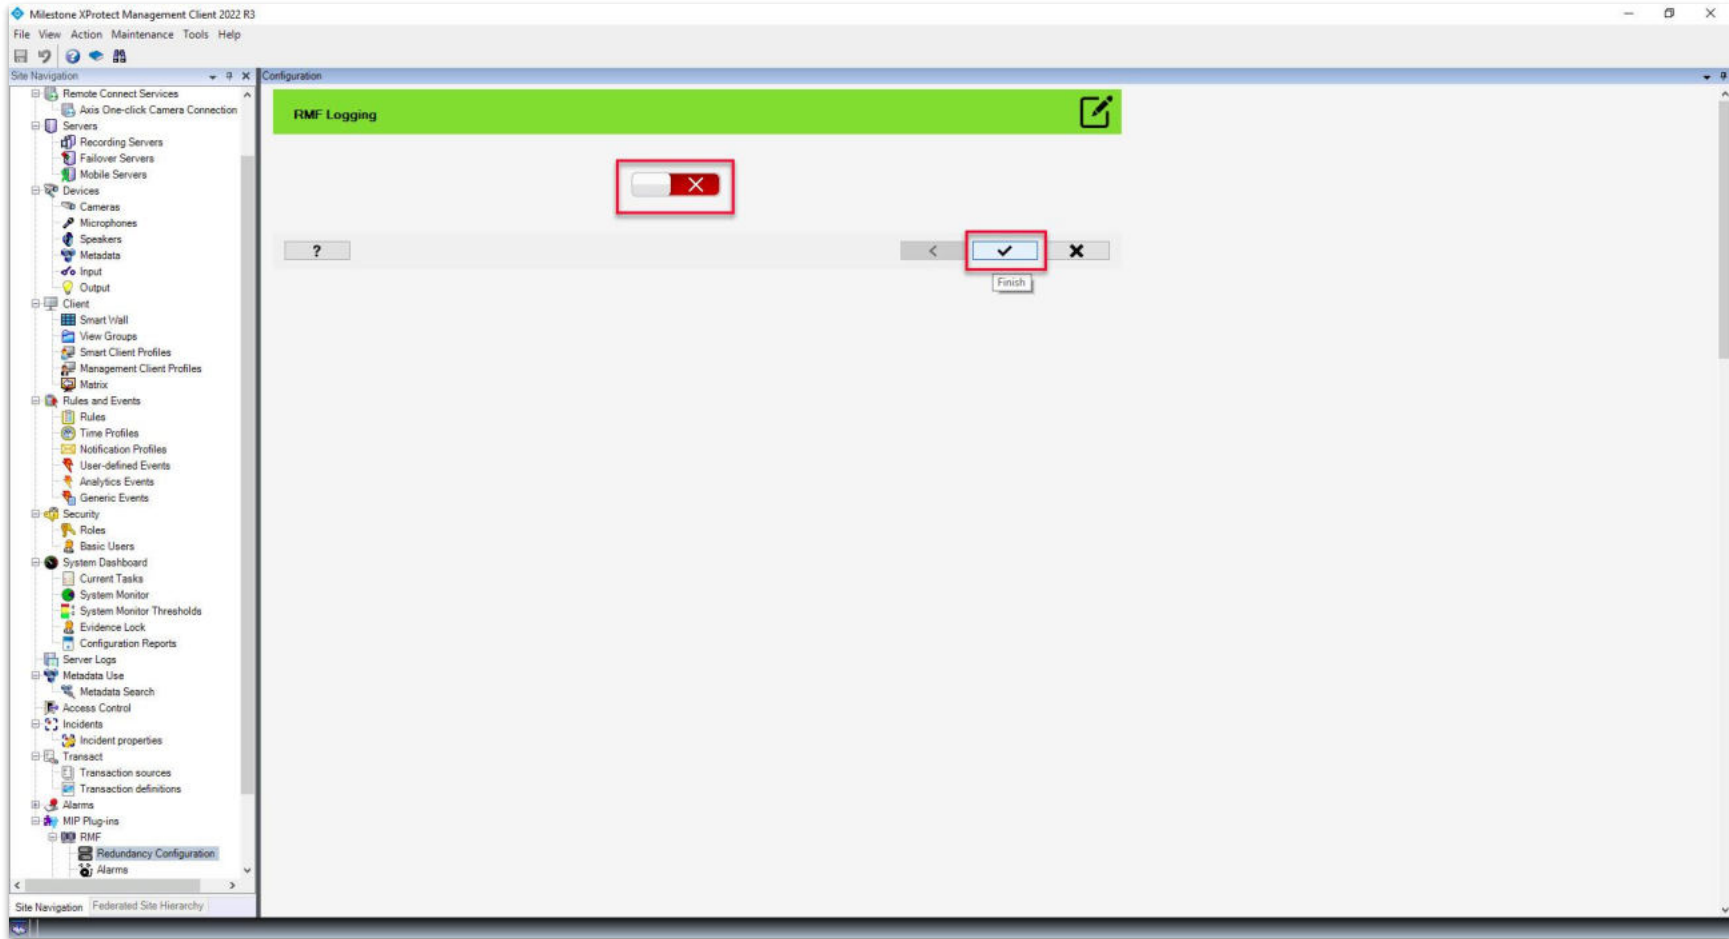 Milestone XProtect Management Client 2022 R3
File View Action Maintenance Tools Help
Site Navigation
Configuration
Remote Connect Services
Axis One-click Camera Connection
Servers
Recording Servers
Failover Servers
Mobile Servers
Devices
Cameras
Microphones
Speakers
Metadata
Input
Output
Client
Smart Wall
View Groups
Smart Client Profiles
Management Client Profiles
Matrix
Rules and Events
Rules
Time Profiles
Notification Profiles
User-defined Events
Analytics Events
Generic Events
Security
Roles
Basic Users
System Dashboard
Current Tasks
System Monitor
System Monitor Thresholds
Evidence Lock
Configuration Reports
Server Logs
Metadata Use
Metadata Search
Access Control
Incidents
Incident properties
Transact
Transaction sources
Transaction definitions
Alarms
MIP Plug-ins
RMF
Redundancy Configuration
Alarms
Site Navigation Federated Site Hierarchy
RMF Logging
?
Finish